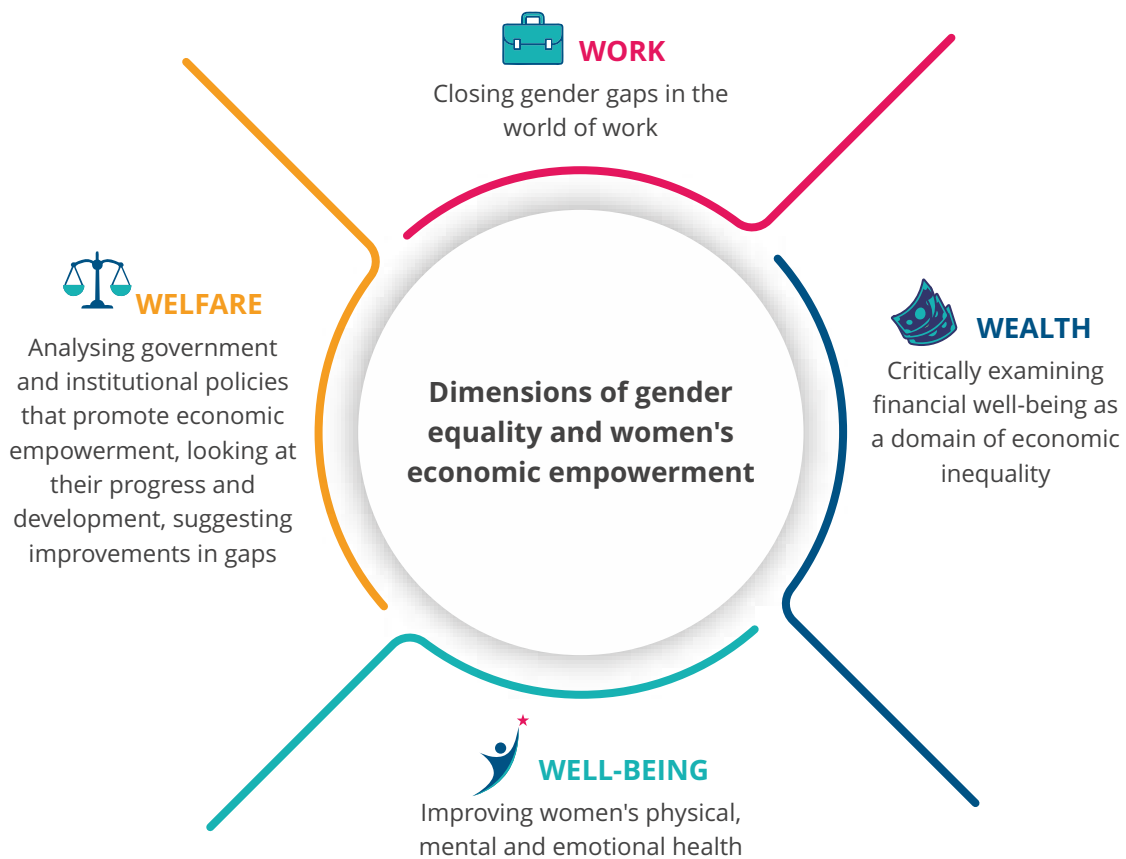 WORK
Closing gender gaps in the
world of work
WELFARE
Analysing government
and institutional policies
that promote economic
empowerment, looking at
their progress and
development, suggesting
improvements in gaps
Dimensions of gender
equality and women's
economic empowerment
WEALTH
Critically examining
financial well-being as
a domain of economic
inequality
WELL-BEING
Improving women's physical,
mental and emotional health